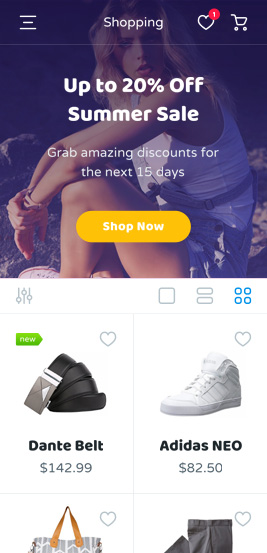 Shopping
1
Up to 20% Off
Summer Sale
Grab amazing discounts for
the next 15 days
Shop Now
new
Dante Belt
$142.99
Adidas NEO
$82.50